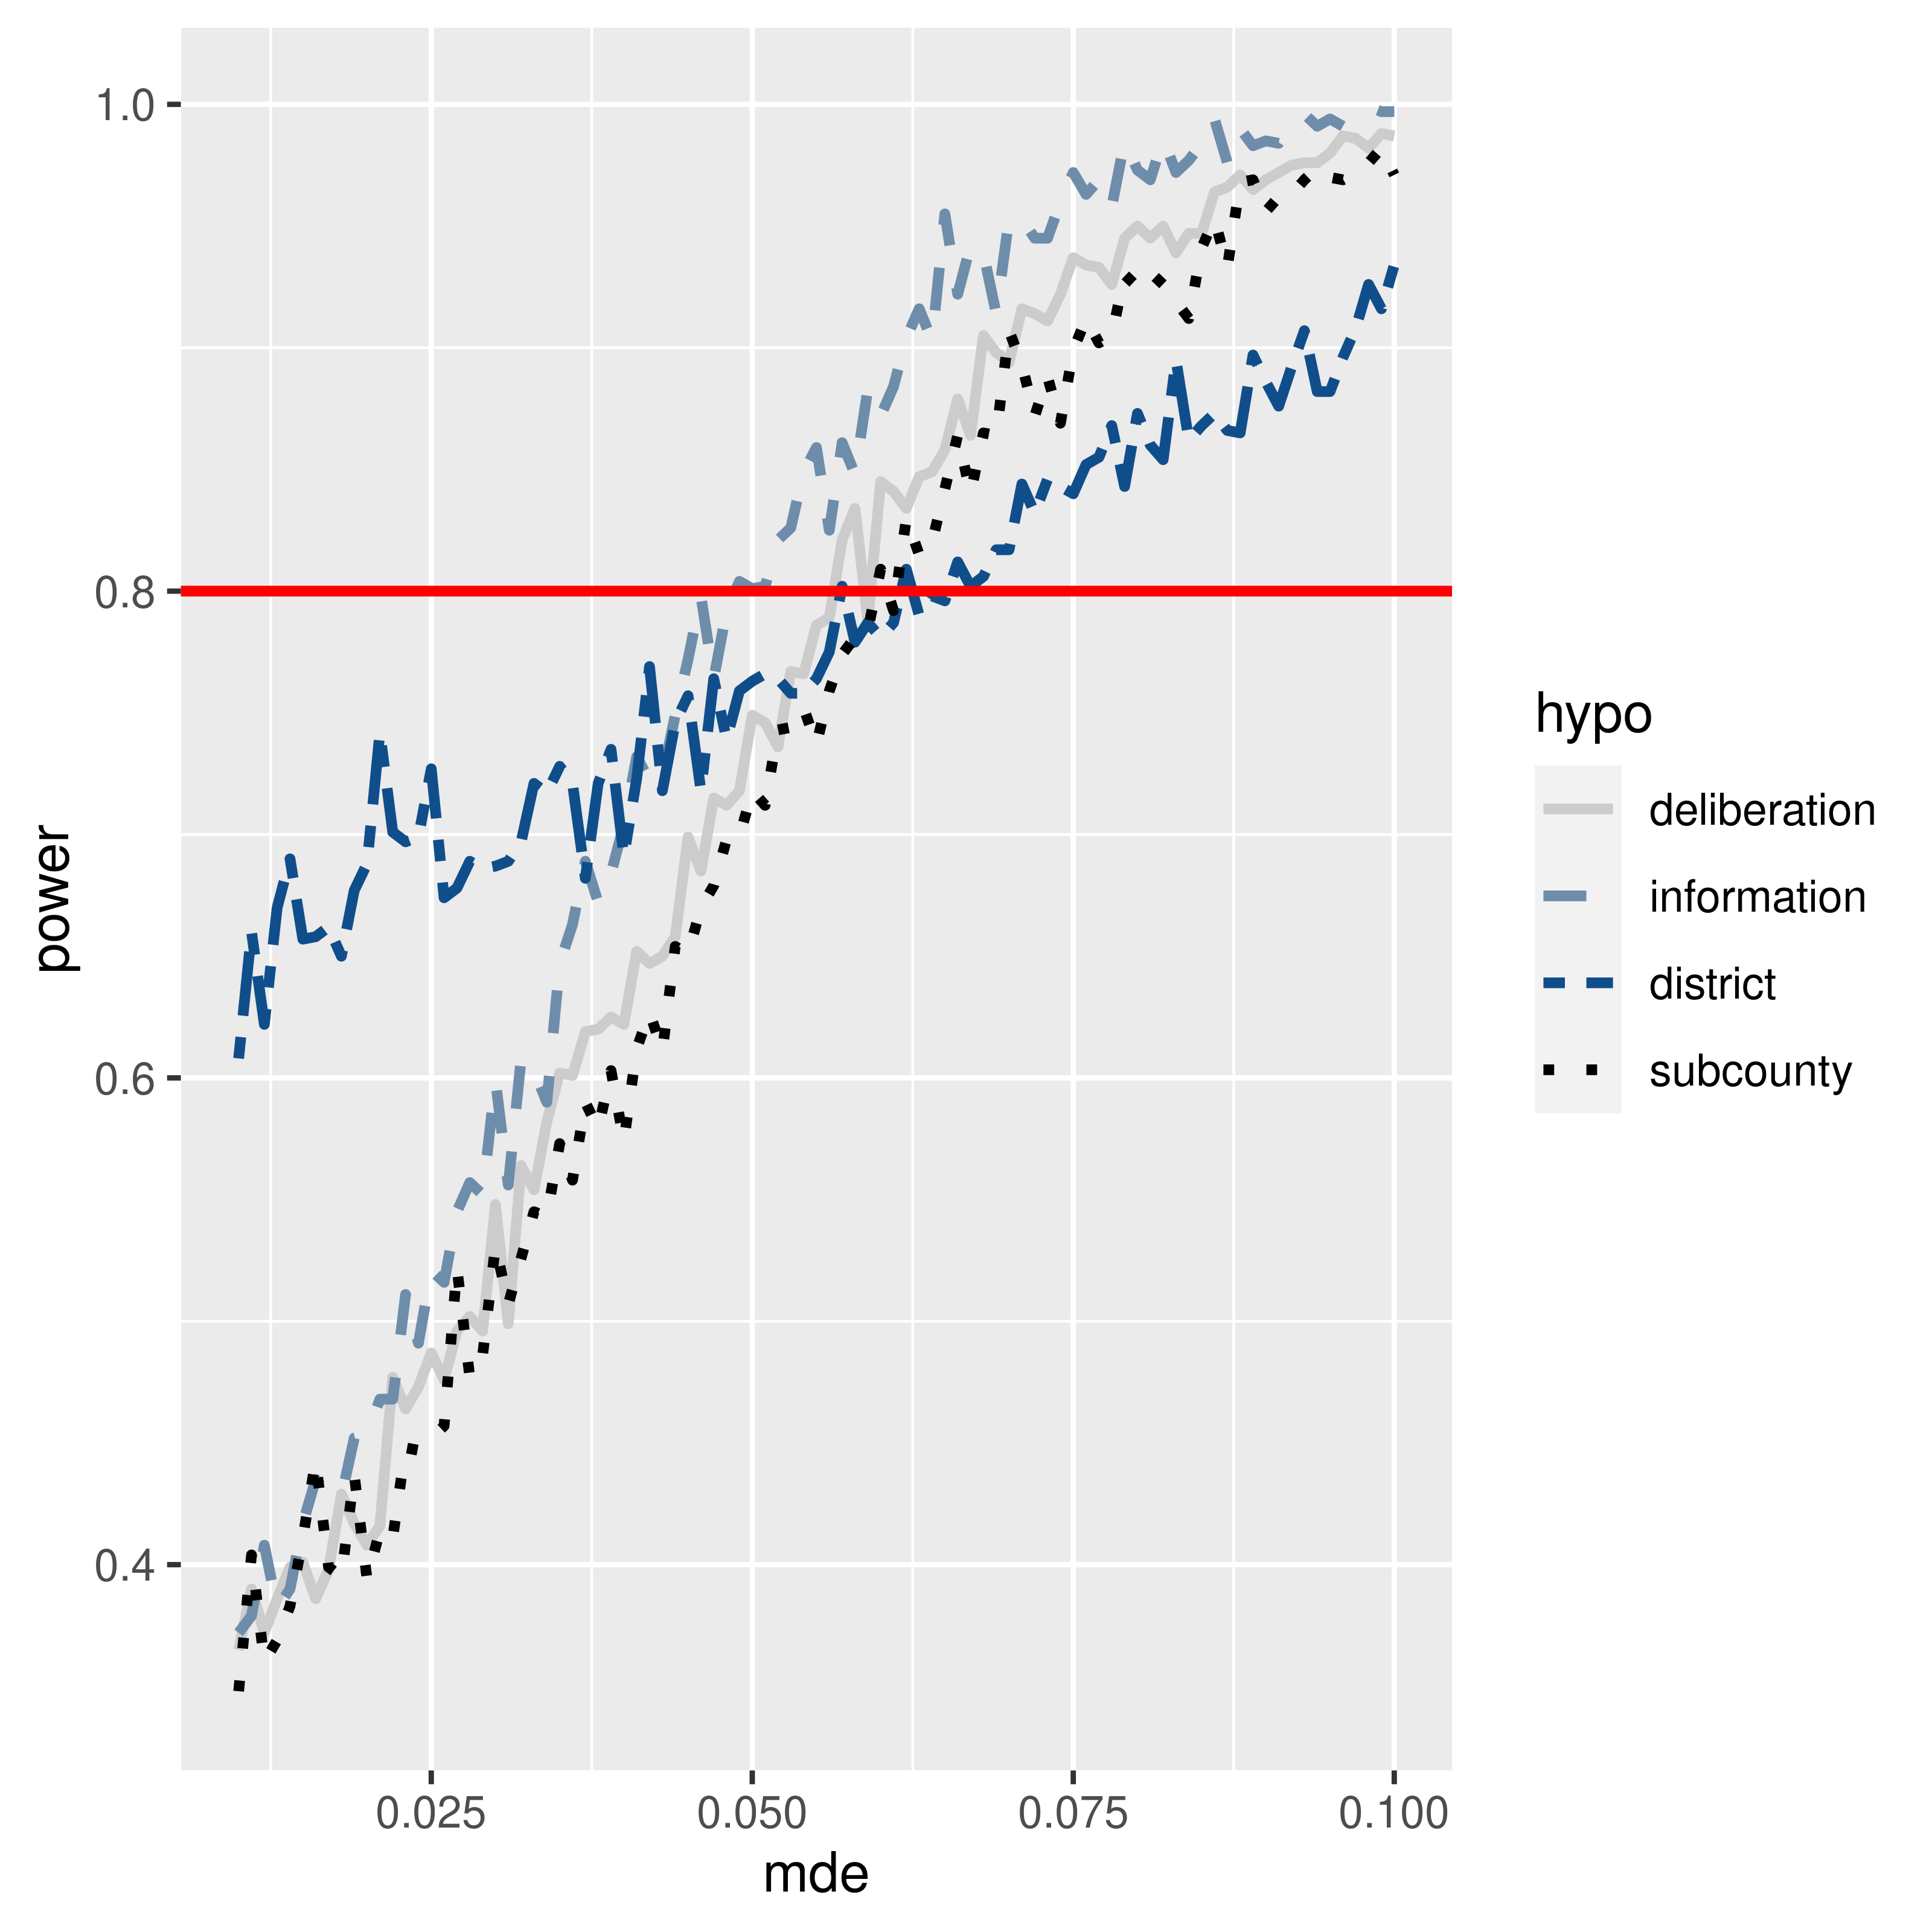 1.0
0.8
0.6
0.4
power
0.025 0.050 0.075 0.100
mde
hypo
deliberation
information
district
subcounty